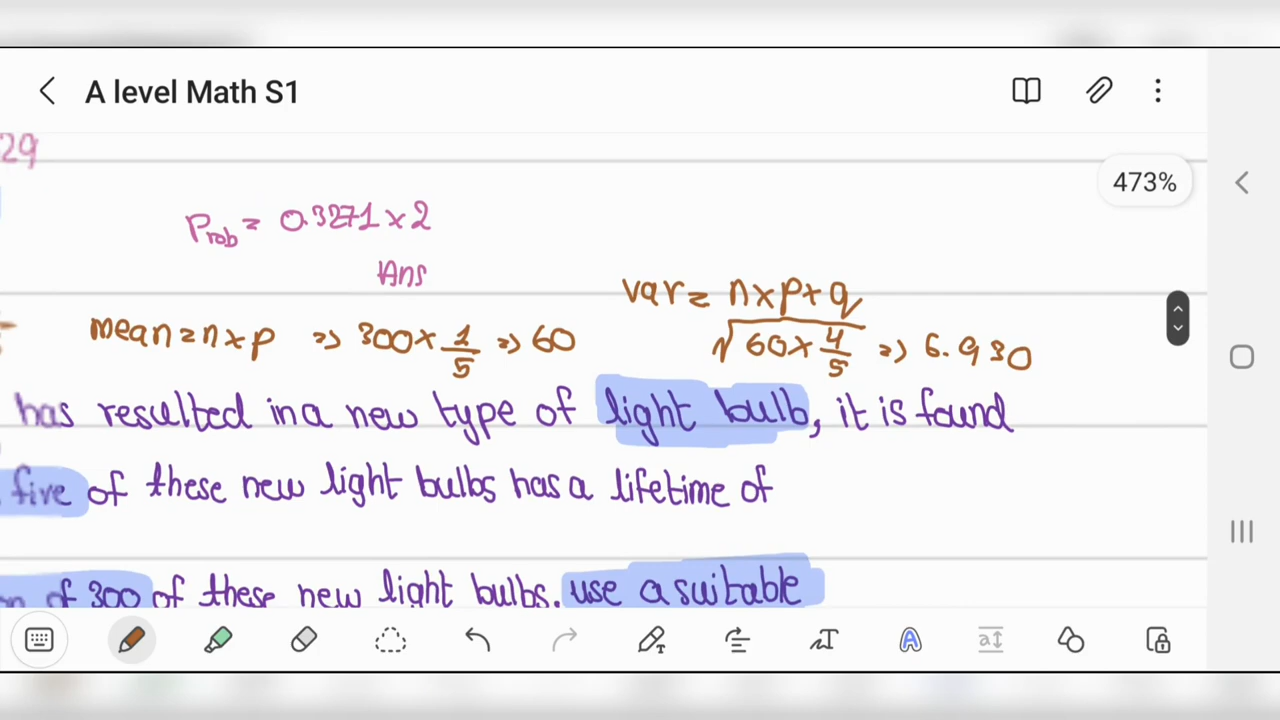 A level Math S1
29
473%
Prob = 0.3271 x 2
Ans
var = n x p x q
mean = n x p => 300 x 1/5 => 60
√60 x 4/5 => 6.930
has resulted in a new type of light bulb, it is found
five of these new light bulbs has a lifetime of
of 300 of these new light bulbs. use a suitable